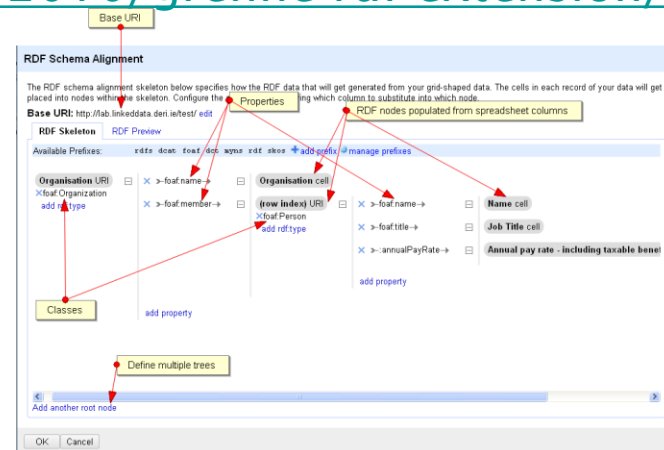 Base URI
RDF Schema Alignment
The RDF schema alignment skeleton below specifies how the RDF data that will get generated from your grid-shaped data. The cells in each record of your data will get
placed into nodes within the skeleton. Configure the ing which column to substitute into which node.
Properties
RDF nodes populated from spreadsheet columns
Base URI: http://lab.linkeddata.deri.ie/test/ edit
RDF Skeleton RDF Preview
Available Prefixes: rdfs dcat foaf dct myns rdf skos add prefix manage prefixes
Organisation URI >-foaf:name-> Organisation cell >-foaf:name-> Name cell
foaf:Organization >-foaf:member-> (row index) URI >-foaf:title-> Job Title cell
add rdf:type foaf:Person
add rdf:type >-:annualPayRate-> Annual pay rate - including taxable benef
add property
Classes
add property
Define multiple trees
Add another root node
OK Cancel